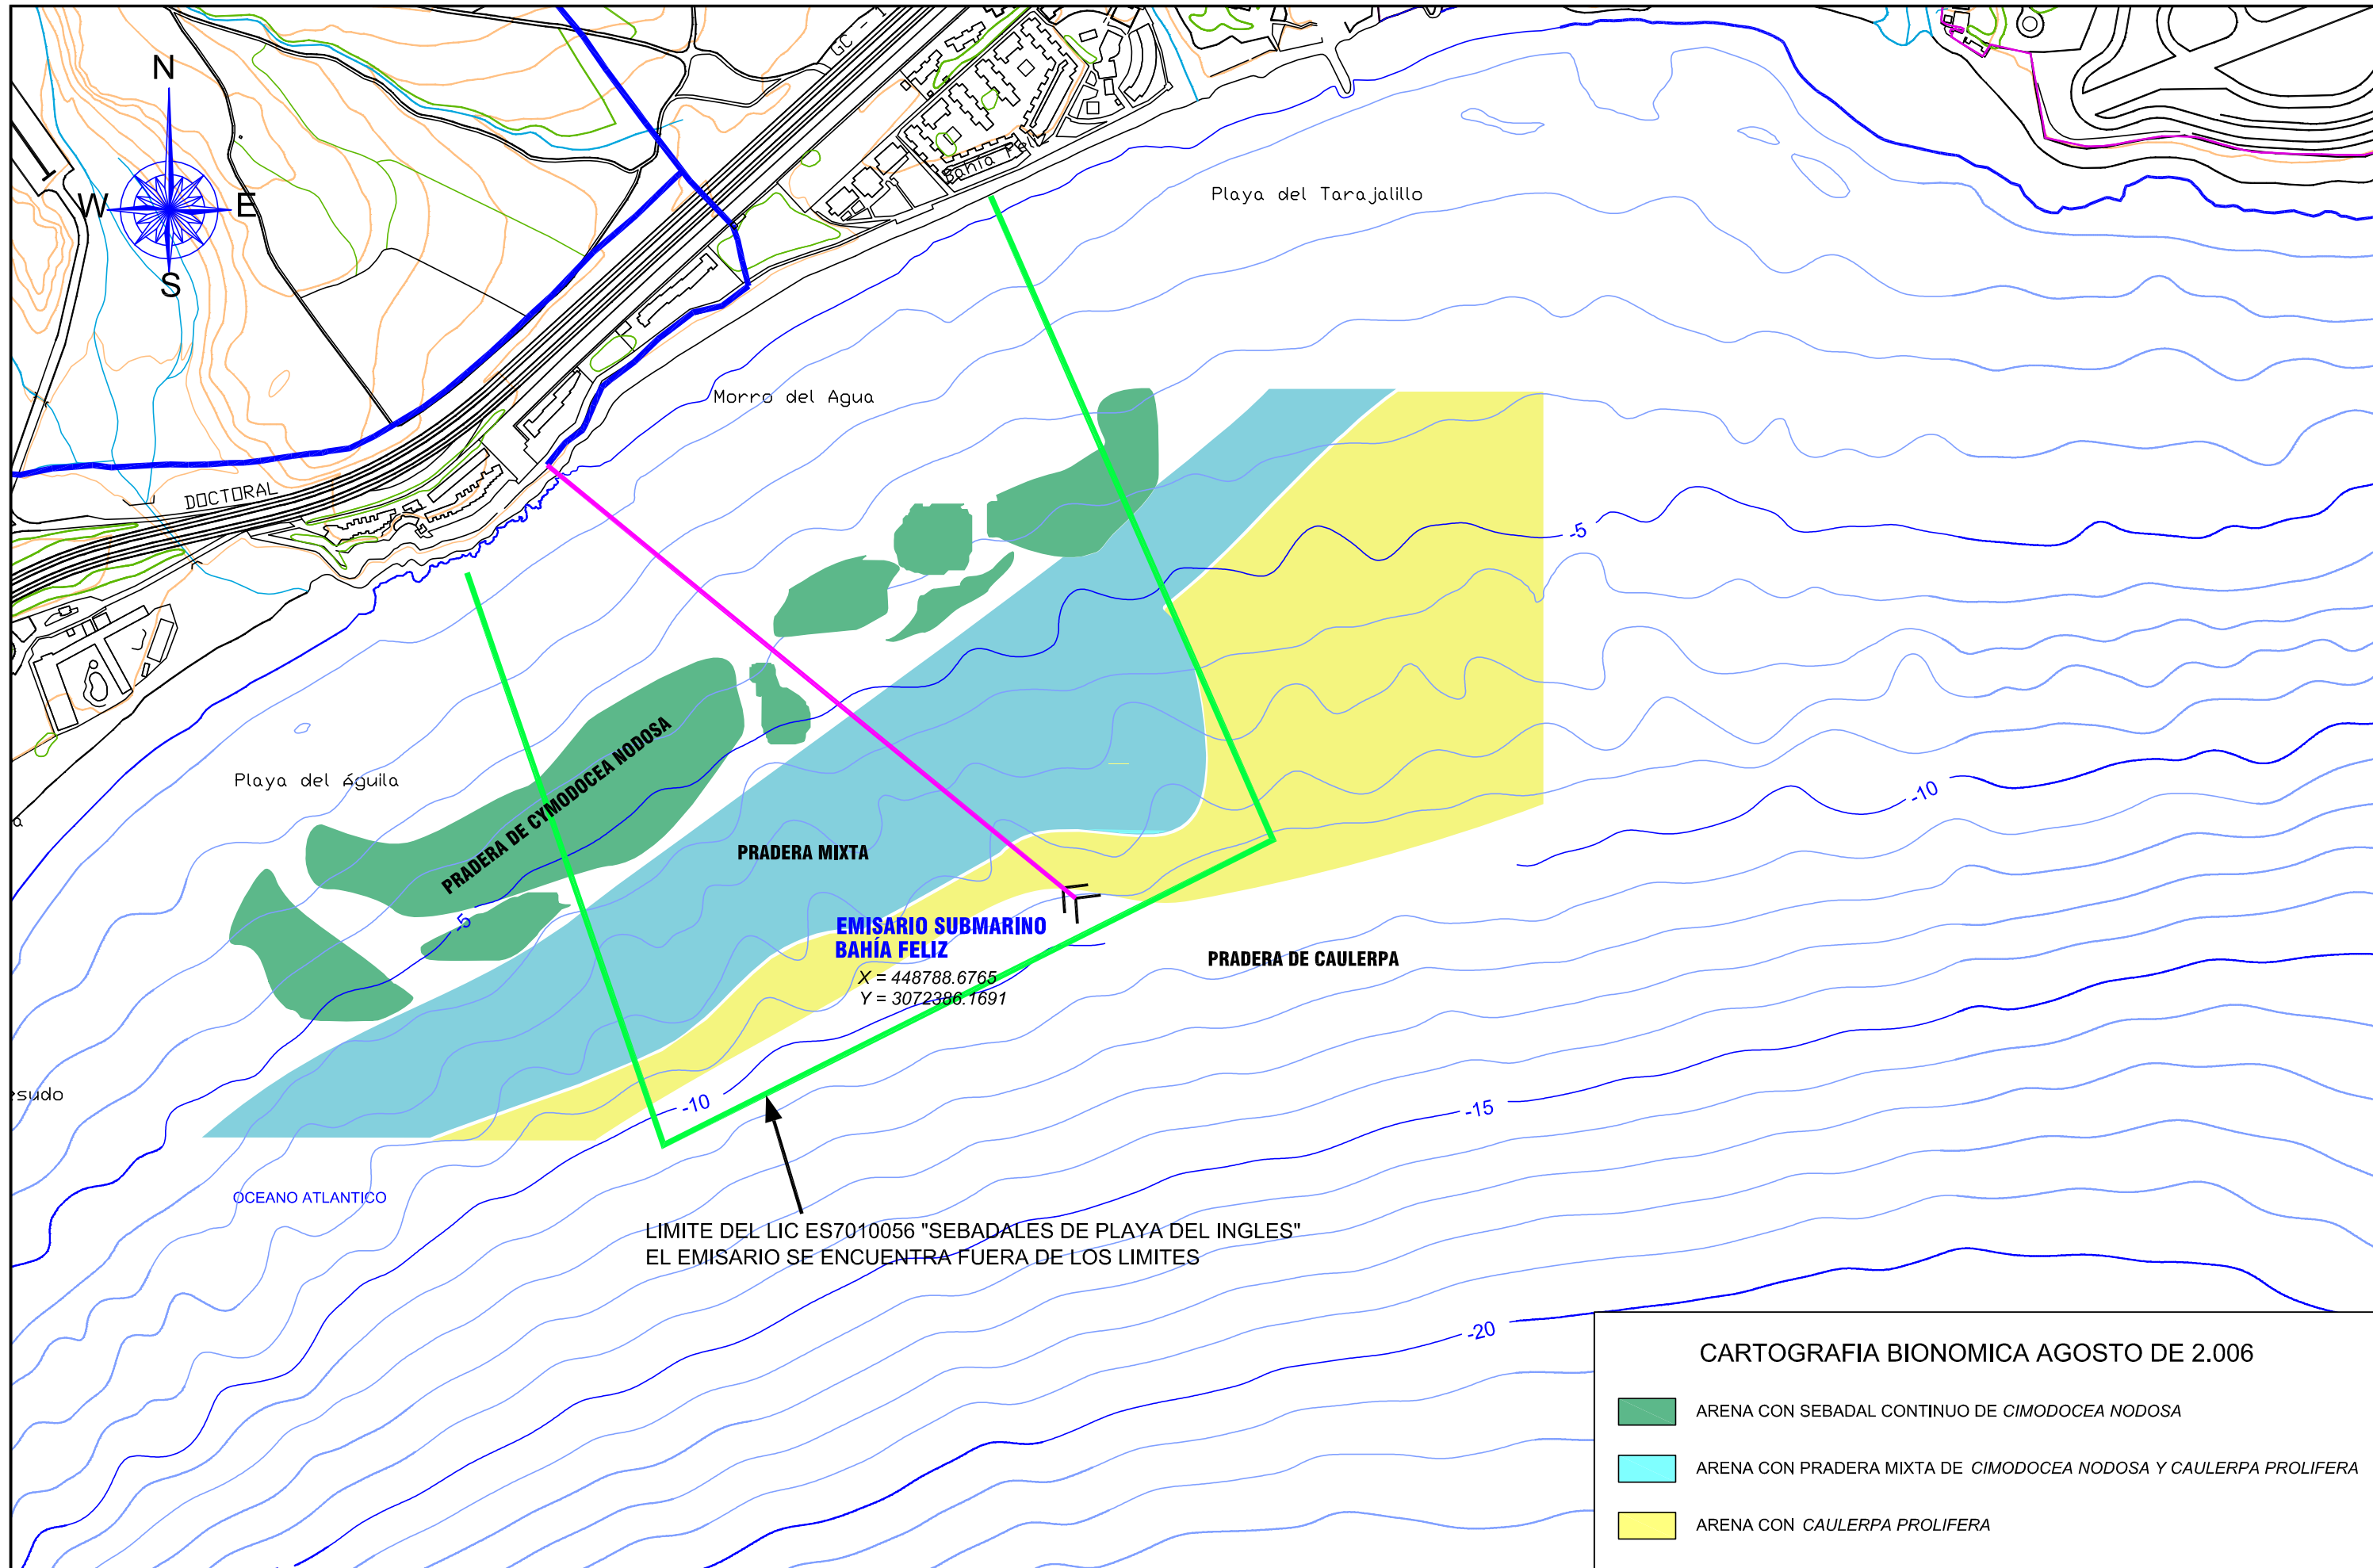 N
W E
S
GC - 1
Bahía Feliz
Playa del Tarajalillo
Morro del Agua
DOCTORAL
-5
PRADERA DE CYMODOCEA NODOSA
Playa del águila
a
-10
PRADERA MIXTA
-5
EMISARIO SUBMARINO
BAHÍA FELIZ
X = 448788.6765
Y = 3072386.1691
PRADERA DE CAULERPA
esudo
-10
-15
OCEANO ATLANTICO
LIMITE DEL LIC ES7010056 "SEBADALES DE PLAYA DEL INGLES"
EL EMISARIO SE ENCUENTRA FUERA DE LOS LIMITES
-20
CARTOGRAFIA BIONOMICA AGOSTO DE 2.006
ARENA CON SEBADAL CONTINUO DE CIMODOCEA NODOSA
ARENA CON PRADERA MIXTA DE CIMODOCEA NODOSA Y CAULERPA PROLIFERA
ARENA CON CAULERPA PROLIFERA